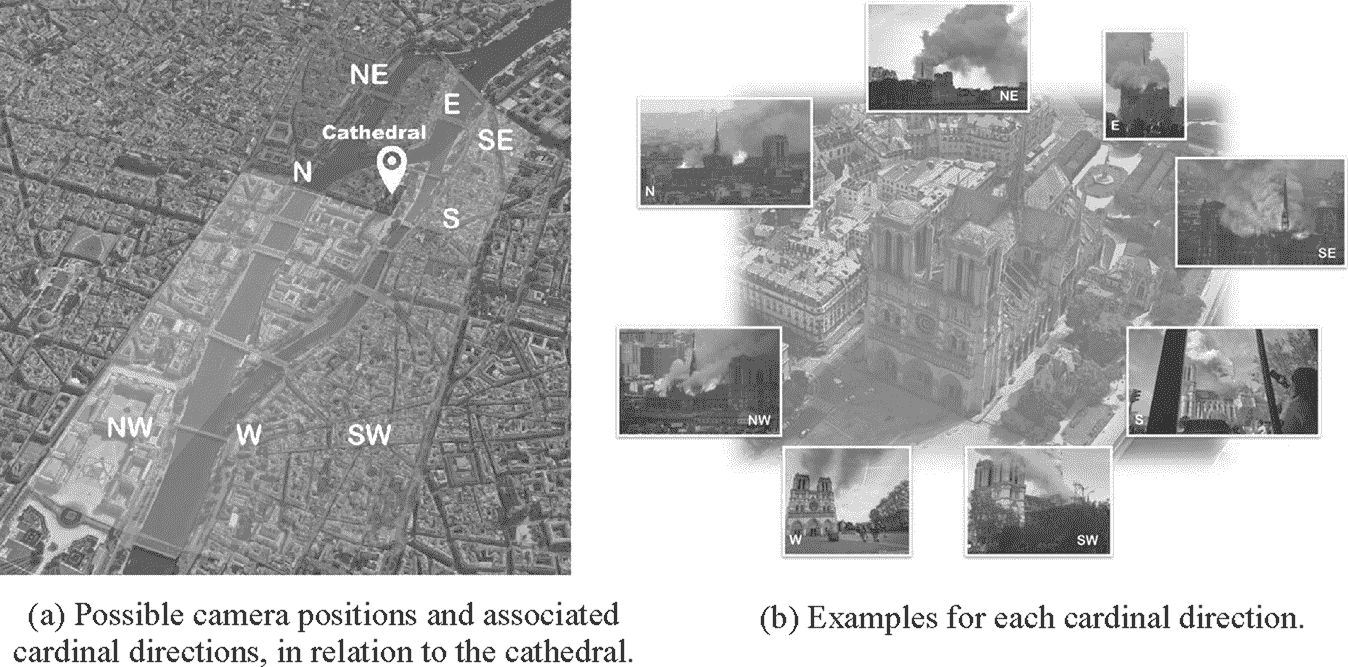 NE
E
Cathedral
SE
N
S
NW
W
SW
NE
E
N
SE
NW
S
W
SW
(a) Possible camera positions and associated
cardinal directions, in relation to the cathedral.
(b) Examples for each cardinal direction.